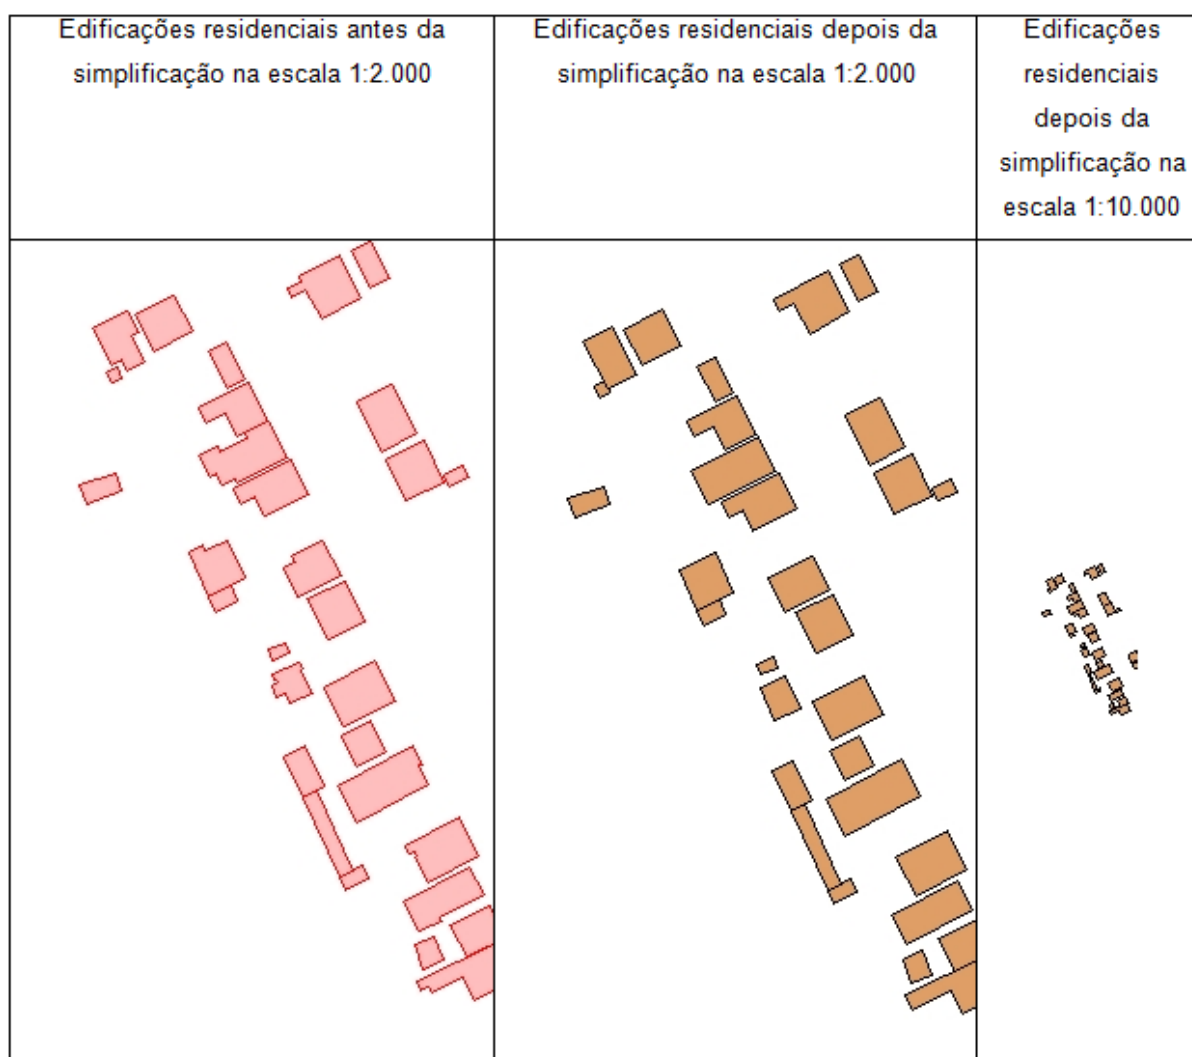 Edificações residenciais antes da
simplificação na escala 1:2.000
Edificações residenciais depois da
simplificação na escala 1:2.000
Edificações
residenciais
depois da
simplificação na
escala 1:10.000